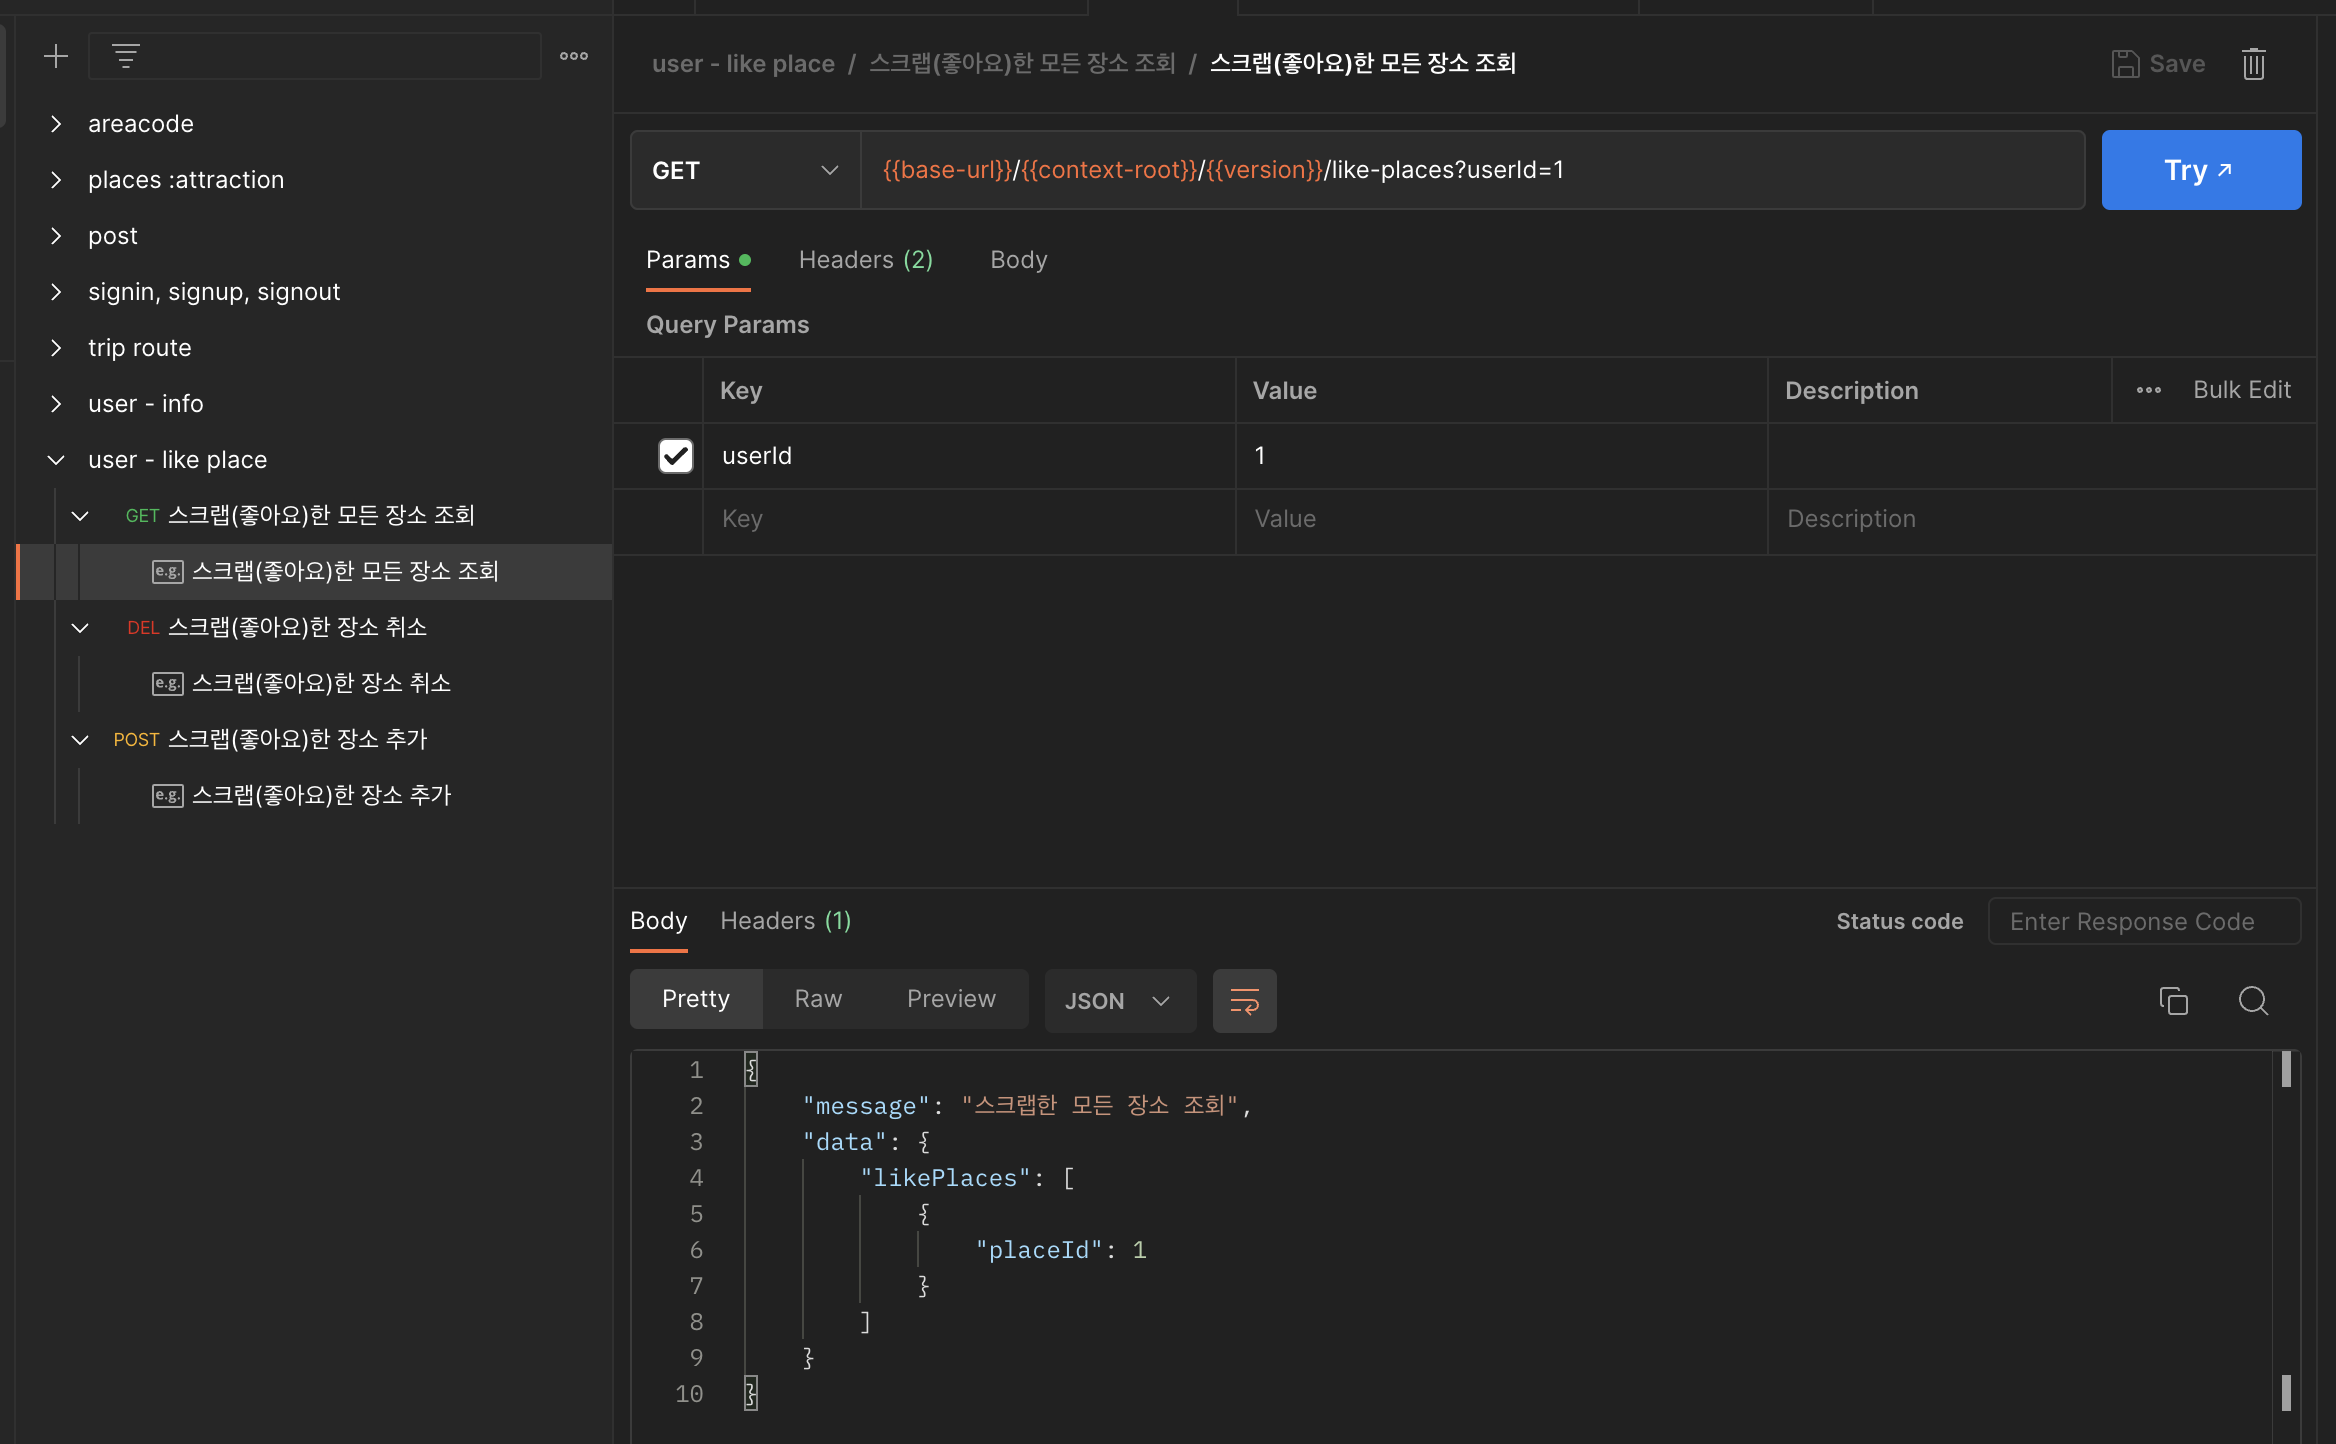 areacode
places :attraction
post
signin, signup, signout
trip route
user - info
user - like place
GET 스크랩(좋아요)한 모든 장소 조회
e.g. 스크랩(좋아요)한 모든 장소 조회
DEL 스크랩(좋아요)한 장소 취소
e.g. 스크랩(좋아요)한 장소 취소
POST 스크랩(좋아요)한 장소 추가
e.g. 스크랩(좋아요)한 장소 추가
user - like place / 스크랩(좋아요)한 모든 장소 조회 / 스크랩(좋아요)한 모든 장소 조회
Save
GET {{base-url}}/{{context-root}}/{{version}}/like-places?userId=1
Try
Params Headers (2) Body
Query Params
Key Value Description Bulk Edit
userId 1
Key Value Description
Body Headers (1) Status code Enter Response Code
Pretty Raw Preview JSON
1 {
2 "message": "스크랩한 모든 장소 조회",
3 "data": {
4 "likePlaces": [
5 {
6 "placeId": 1
7 }
8 ]
9 }
10 }